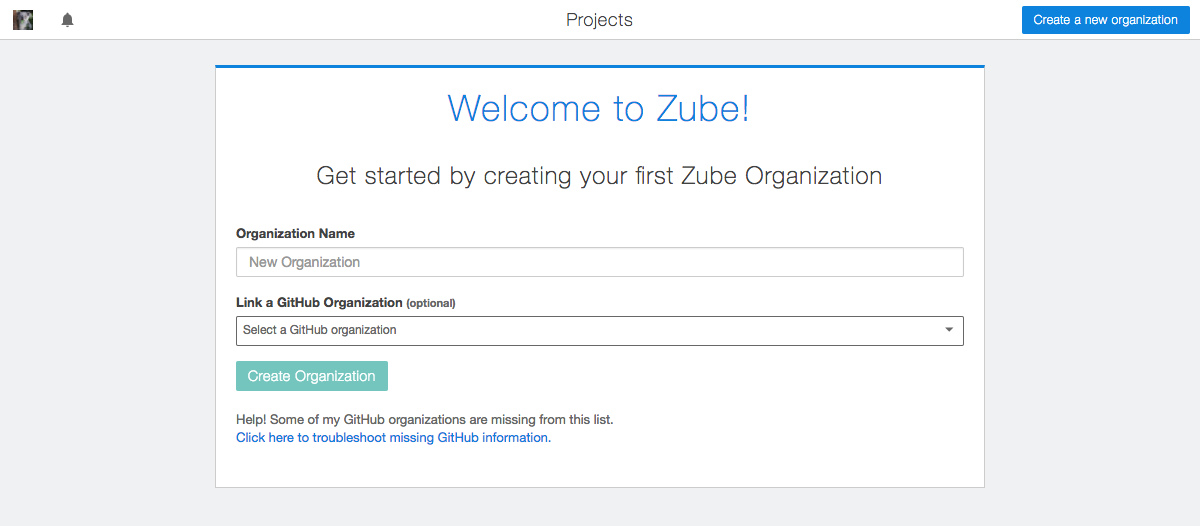 Projects
Create a new organization
Welcome to Zube!
Get started by creating your first Zube Organization
Organization Name
New Organization
Link a GitHub Organization (optional)
Select a GitHub organization
Create Organization
Help! Some of my GitHub organizations are missing from this list.
Click here to troubleshoot missing GitHub information.